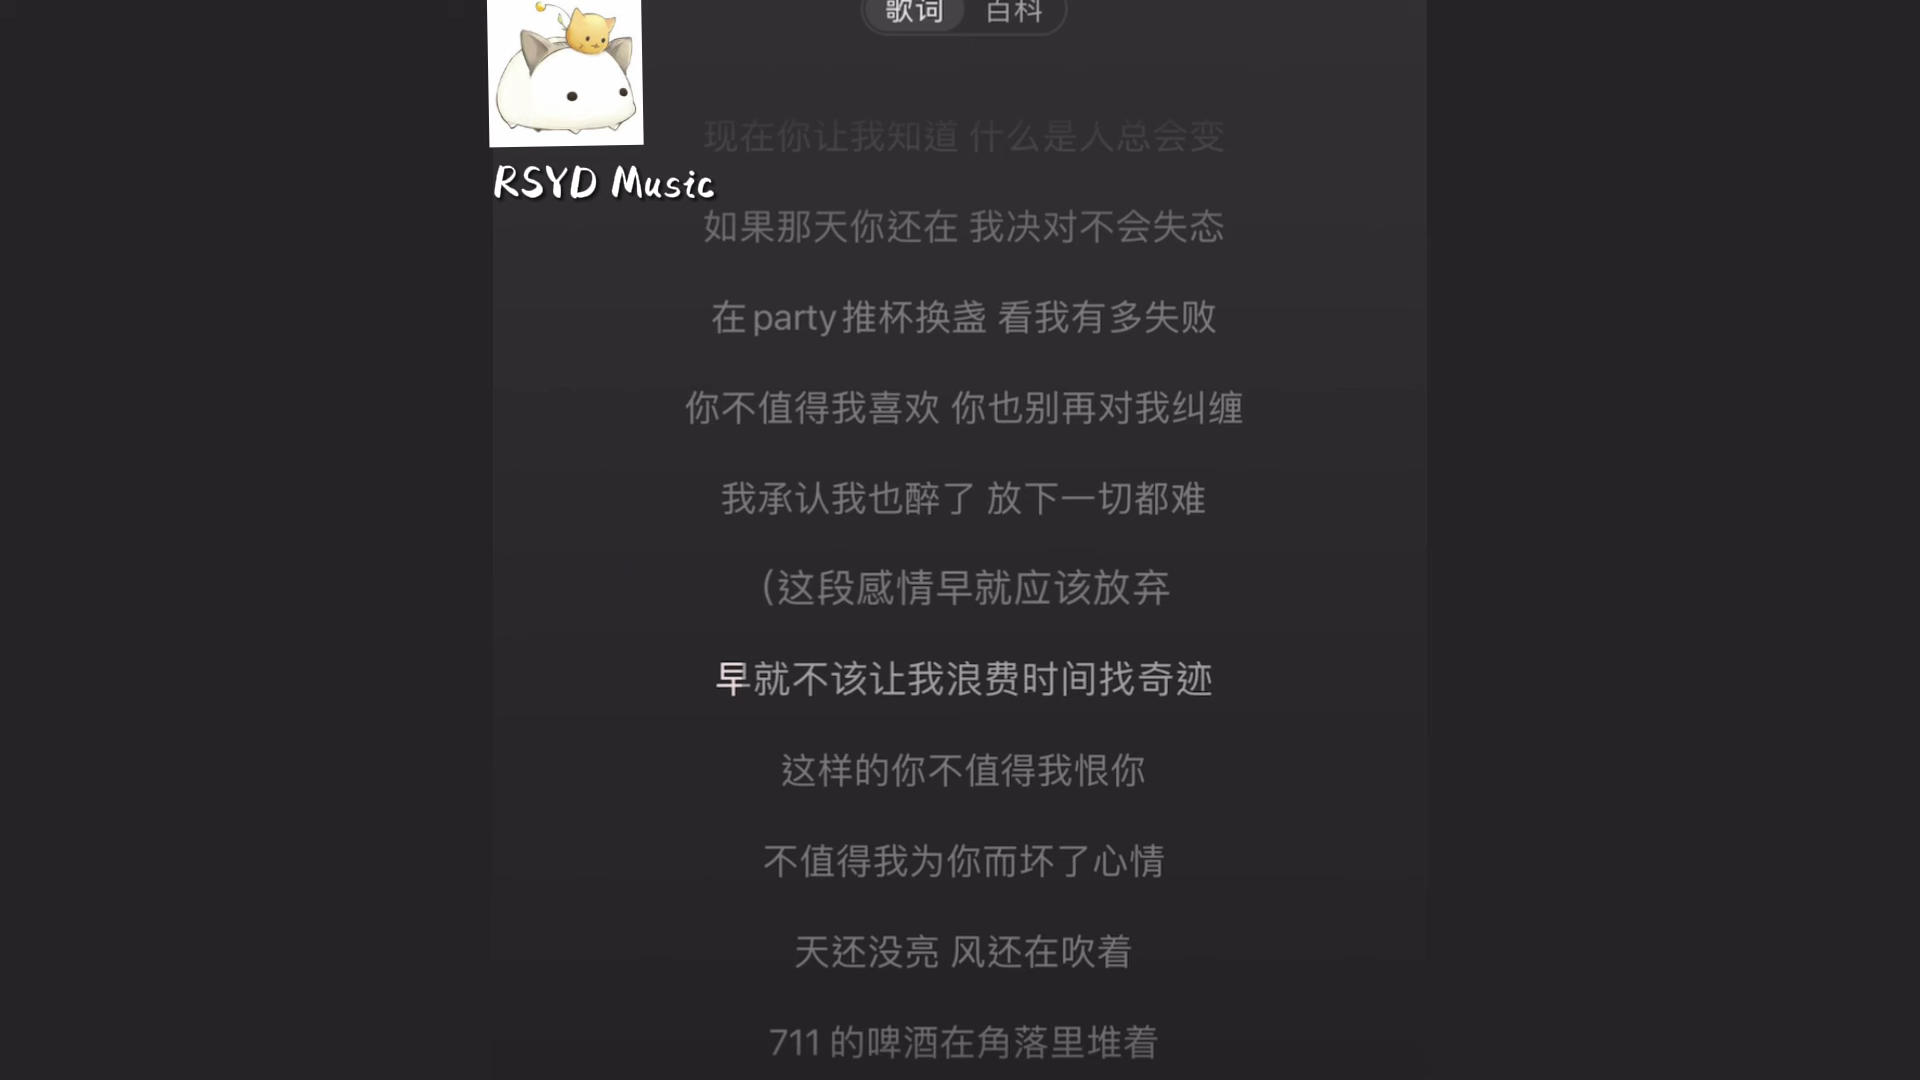 歌词 百科
现在你让我知道 什么是人总会变
RSYD Music
如果那天你还在 我决对不会失态
在party推杯换盏 看我有多失败
你不值得我喜欢 你也别再对我纠缠
我承认我也醉了 放下一切都难
(这段感情早就应该放弃
早就不该让我浪费时间找奇迹
这样的你不值得我恨你
不值得我为你而坏了心情
天还没亮 风还在吹着
711 的啤酒在角落里堆着